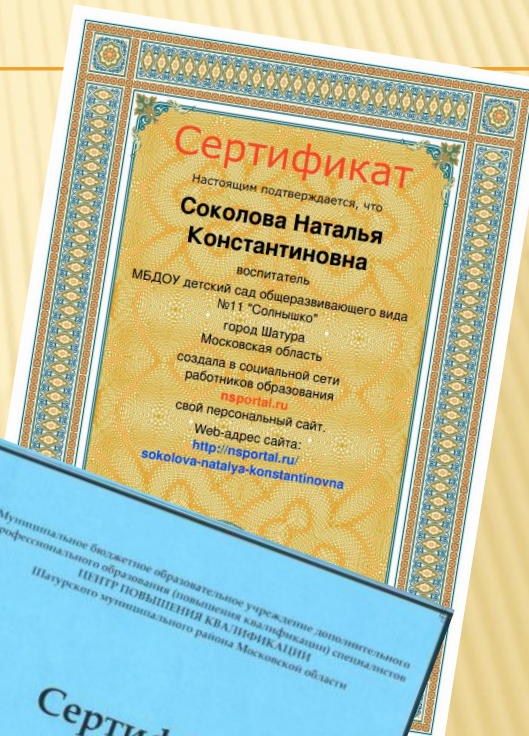 Сертификат
Настоящим подтверждается, что
Соколова Наталья
Константиновна
воспитатель
МБДОУ детский сад общеразвивающего вида
№11 "Солнышко"
город Шатура
Московская область
создала в социальной сети
работников образования
nsportal.ru
свой персональный сайт.
Web-адрес сайта:
http://nsportal.ru/
sokolova-natalya-konstantinovna
Муниципальное бюджетное образовательное учреждение дополнительного
профессионального образования (повышения квалификации) специалистов
ЦЕНТР ПОВЫШЕНИЯ КВАЛИФИКАЦИИ
Шатурского муниципального района Московской области